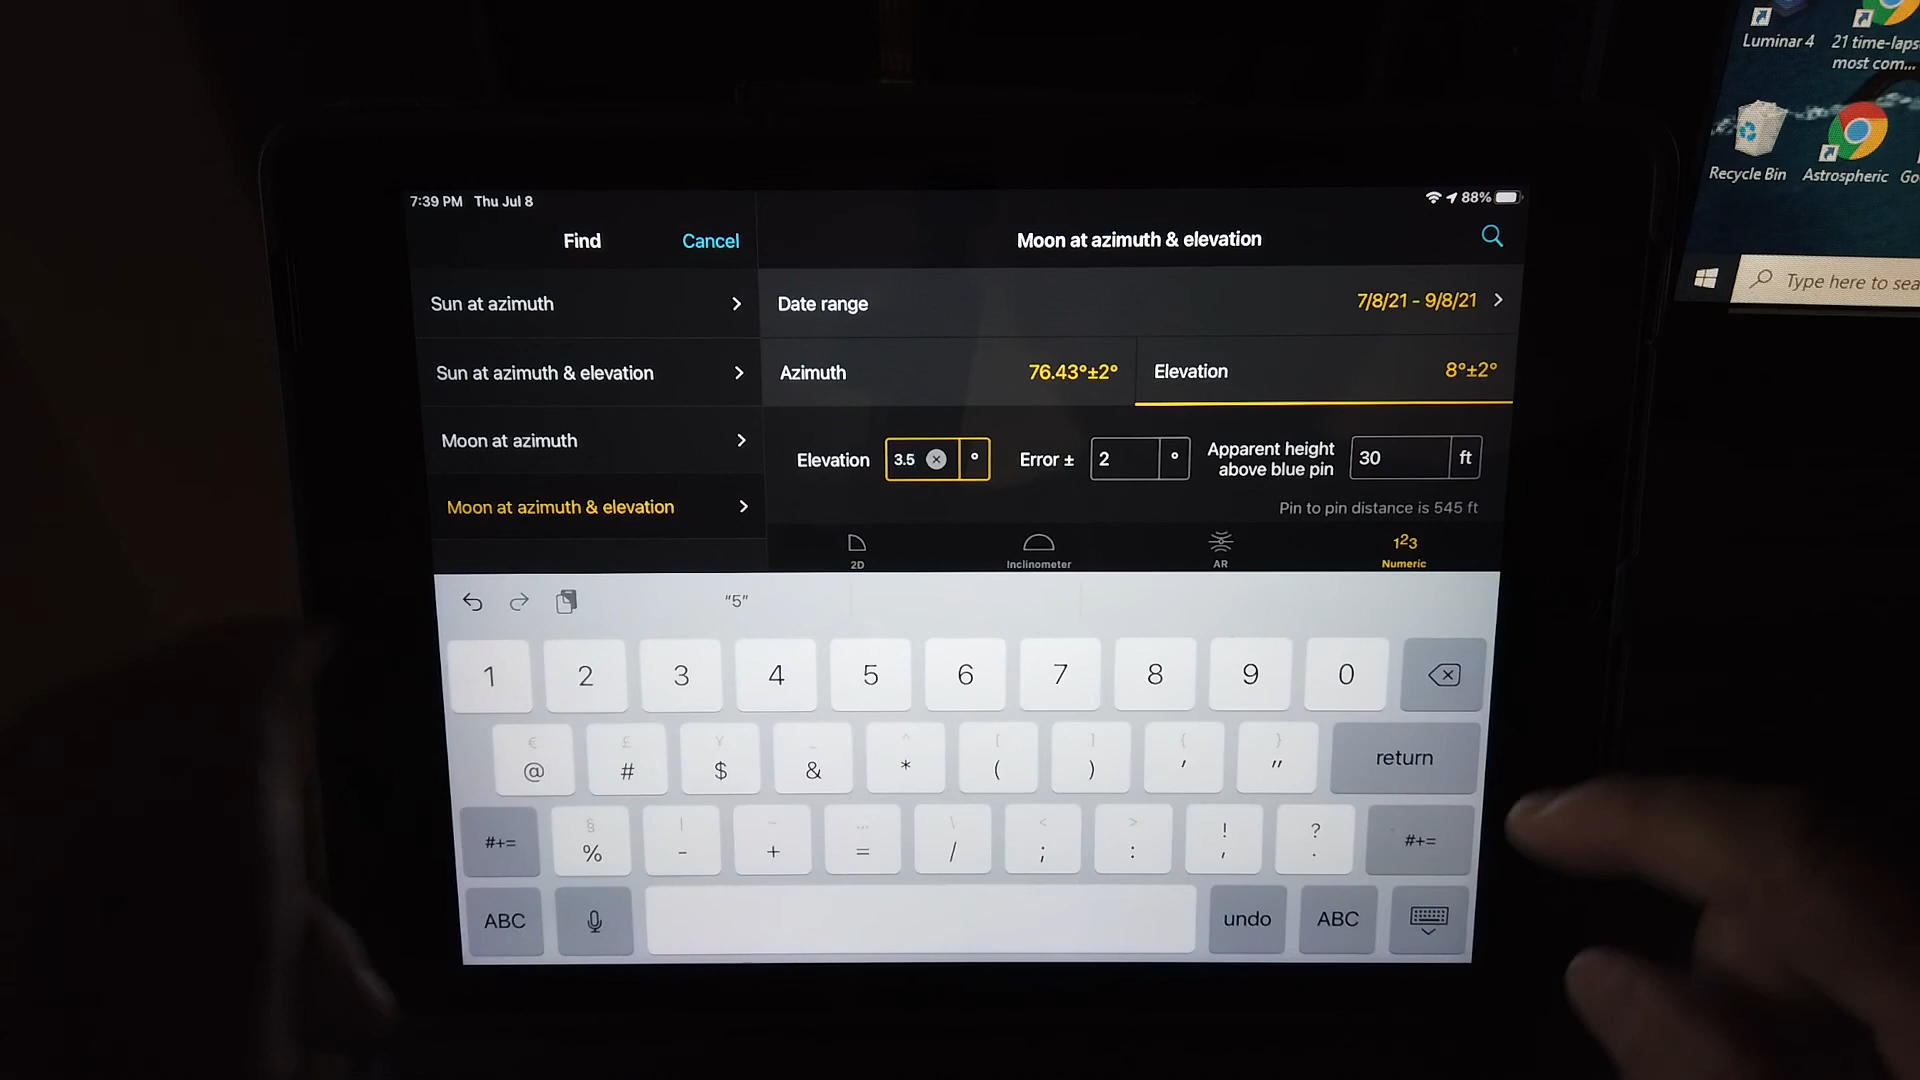 Luminar 4
21 time-laps
most com...
Recycle Bin
Astrospheric
Go
Type here to sea
7:39 PM Thu Jul 8
88%
Find
Cancel
Moon at azimuth & elevation
Sun at azimuth
Date range
7/8/21 - 9/8/21
Sun at azimuth & elevation
Azimuth
76.43°±2°
Elevation
8°±2°
Moon at azimuth
Elevation
3.5
°
Error ±
2
°
Apparent height
above blue pin
30
ft
Moon at azimuth & elevation
Pin to pin distance is 545 ft
2D
Inclinometer
AR
123
Numeric
"5"
1 2 3 4 5 6 7 8 9 0
€ £ ¥ _ ^ [ ] { }
@ # $ & * ( ) ' "
return
§ | ~ … \ < > ! ?
#+= % - + = / ; : , . #+=
ABC
undo
ABC